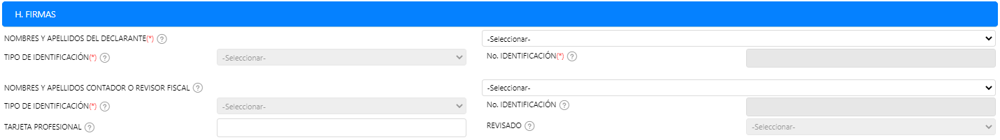 H. FIRMAS
NOMBRES Y APELLIDOS DEL DECLARANTE(*) ? -Seleccionar-
TIPO DE IDENTIFICACIÓN(*) ? -Seleccionar- No. IDENTIFICACIÓN(*) ?
NOMBRES Y APELLIDOS CONTADOR O REVISOR FISCAL ? -Seleccionar-
TIPO DE IDENTIFICACIÓN(*) ? -Seleccionar- No. IDENTIFICACIÓN ?
TARJETA PROFESIONAL ? REVISADO ? -Seleccionar-